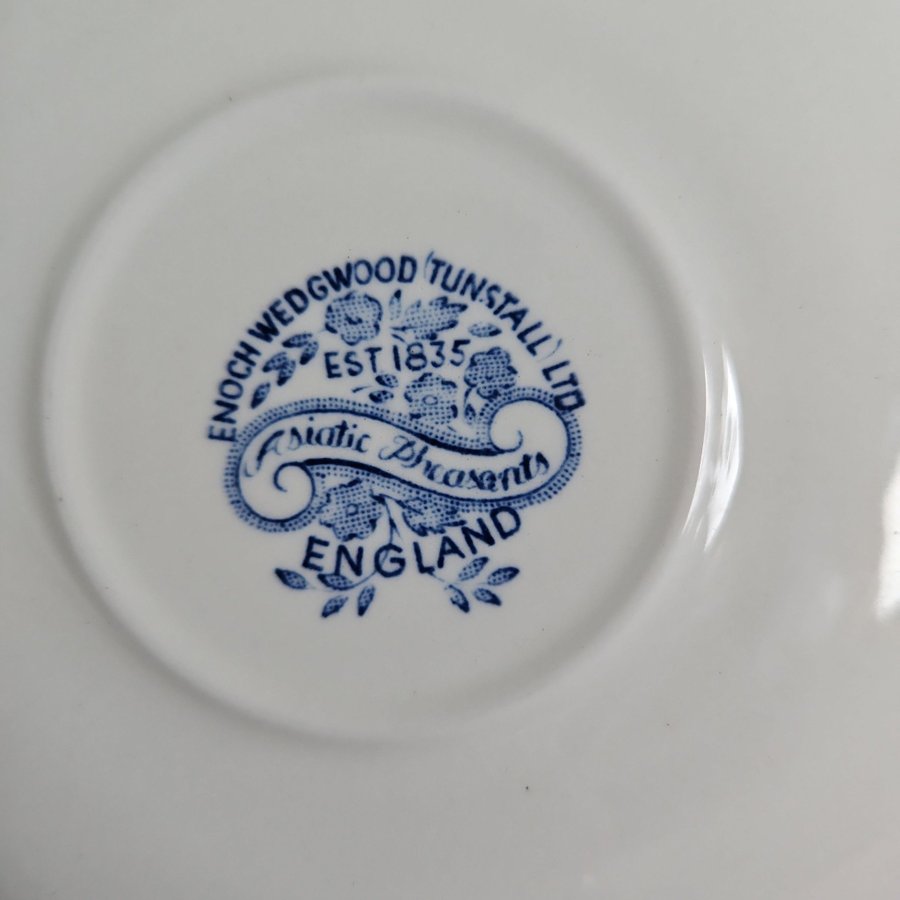 ENOCH WEDGWOOD (TUNSTALL) LTD
EST 1835
Asiatic Pheasants
ENGLAND